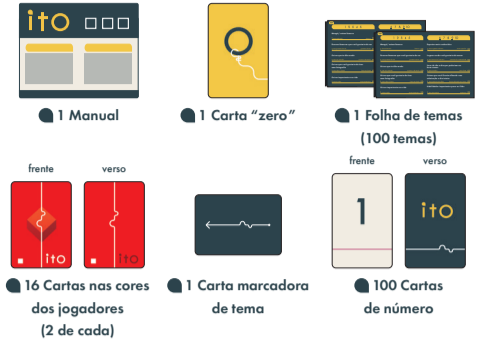 ito
1 Manual
1 Carta "zero"
1 Folha de temas
(100 temas)
frente
verso
ito
ito
16 Cartas nas cores
dos jogadores
(2 de cada)
1 Carta marcadora
de tema
frente
verso
1
ito
100 Cartas
de número